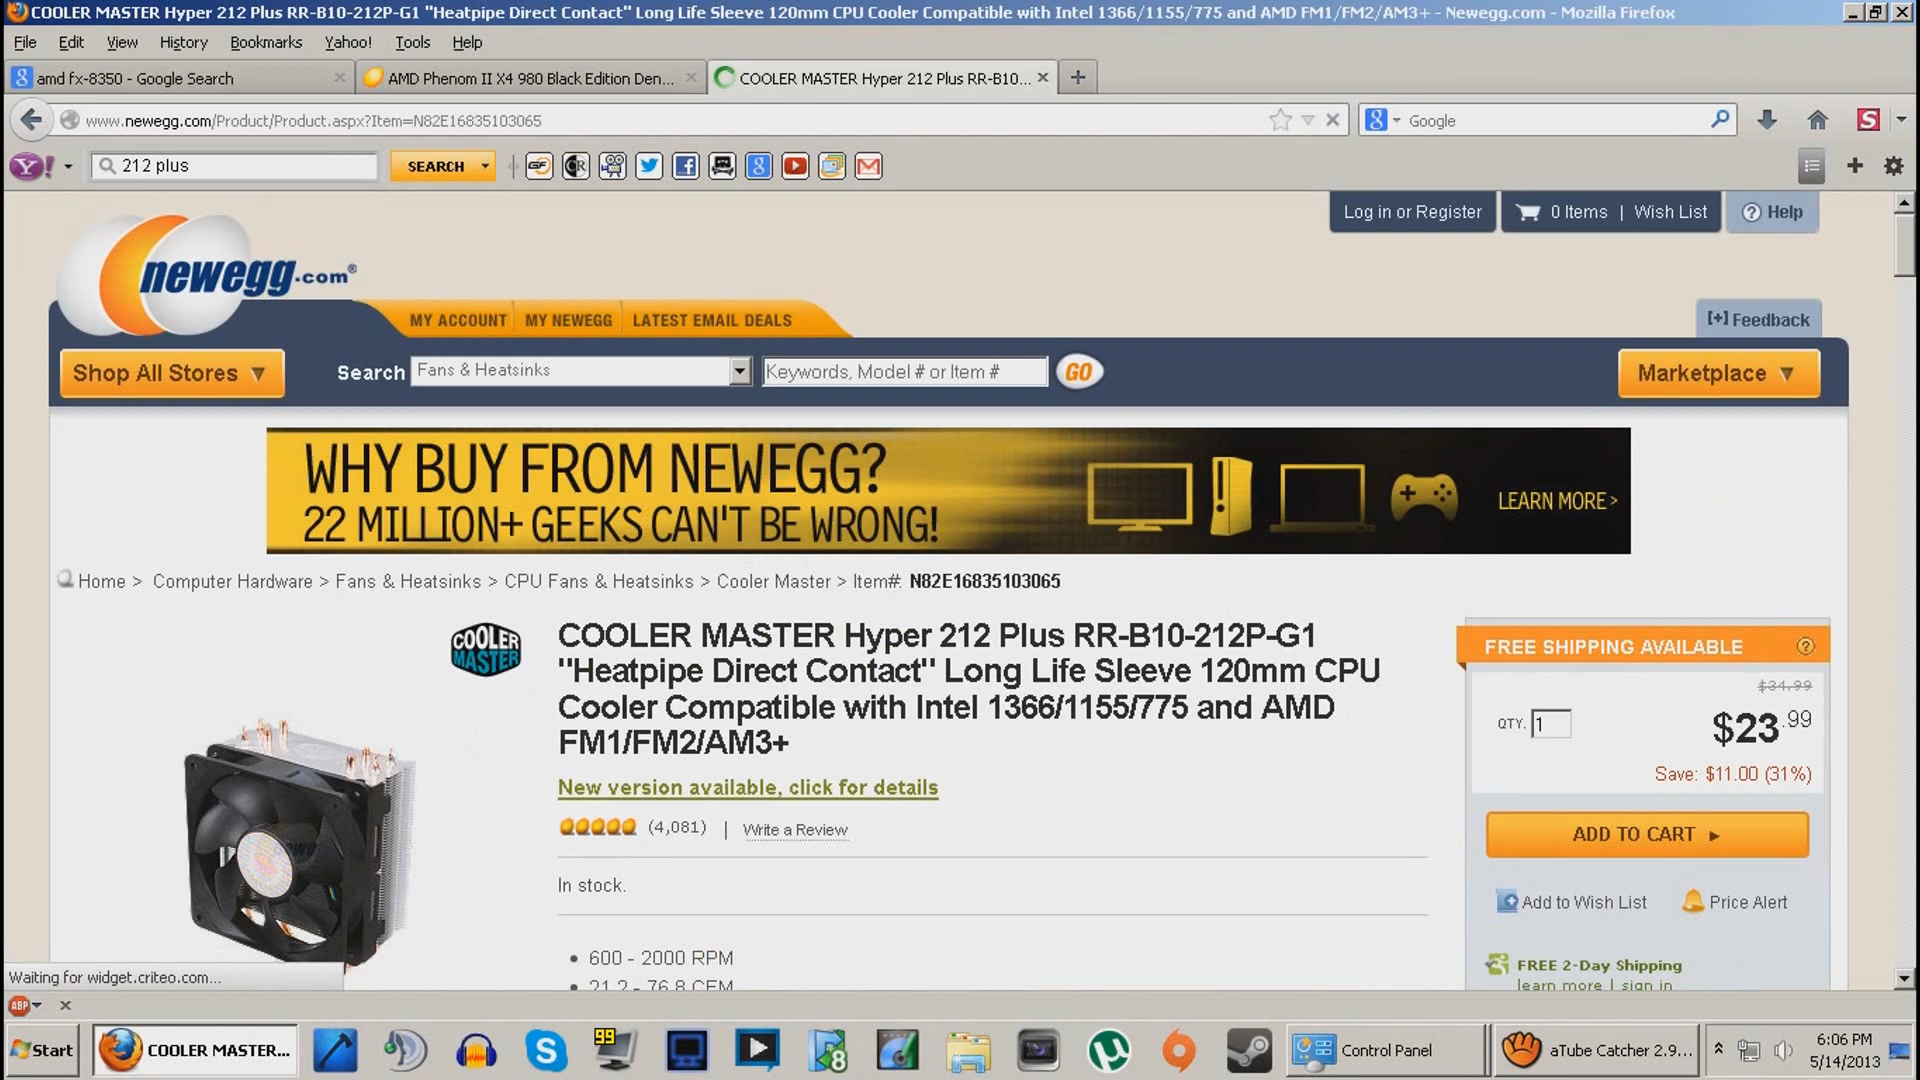 COOLER MASTER Hyper 212 Plus RR-B10-212P-G1 "Heatpipe Direct Contact" Long Life Sleeve 120mm CPU Cooler Compatible with Intel 1366/1155/775 and AMD FM1/FM2/AM3+ - Newegg.com - Mozilla Firefox
File Edit View History Bookmarks Yahoo! Tools Help
amd fx-8350 - Google Search
AMD Phenom II X4 980 Black Edition Den...
COOLER MASTER Hyper 212 Plus RR-B10...
www.newegg.com/Product/Product.aspx?Item=N82E16835103065
Google
212 plus
SEARCH
Log in or Register
0 Items | Wish List
Help
newegg.com®
MY ACCOUNT
MY NEWEGG
LATEST EMAIL DEALS
[+] Feedback
Shop All Stores
Search
Fans & Heatsinks
Keywords, Model # or Item #
GO
Marketplace
WHY BUY FROM NEWEGG?
22 MILLION+ GEEKS CAN'T BE WRONG!
LEARN MORE >
Home > Computer Hardware > Fans & Heatsinks > CPU Fans & Heatsinks > Cooler Master > Item#: N82E16835103065
COOLER
MASTER
COOLER MASTER Hyper 212 Plus RR-B10-212P-G1
"Heatpipe Direct Contact" Long Life Sleeve 120mm CPU
Cooler Compatible with Intel 1366/1155/775 and AMD
FM1/FM2/AM3+
New version available, click for details
(4,081) | Write a Review
In stock.
600 - 2000 RPM
21.2 - 76.8 CFM
FREE SHIPPING AVAILABLE
$34.99
QTY. 1
$23.99
Save: $11.00 (31%)
ADD TO CART
Add to Wish List
Price Alert
FREE 2-Day Shipping
learn more | sign in
Waiting for widget.criteo.com...
ABP
Start
COOLER MASTER...
99
Control Panel
aTube Catcher 2.9...
6:06 PM
5/14/2013